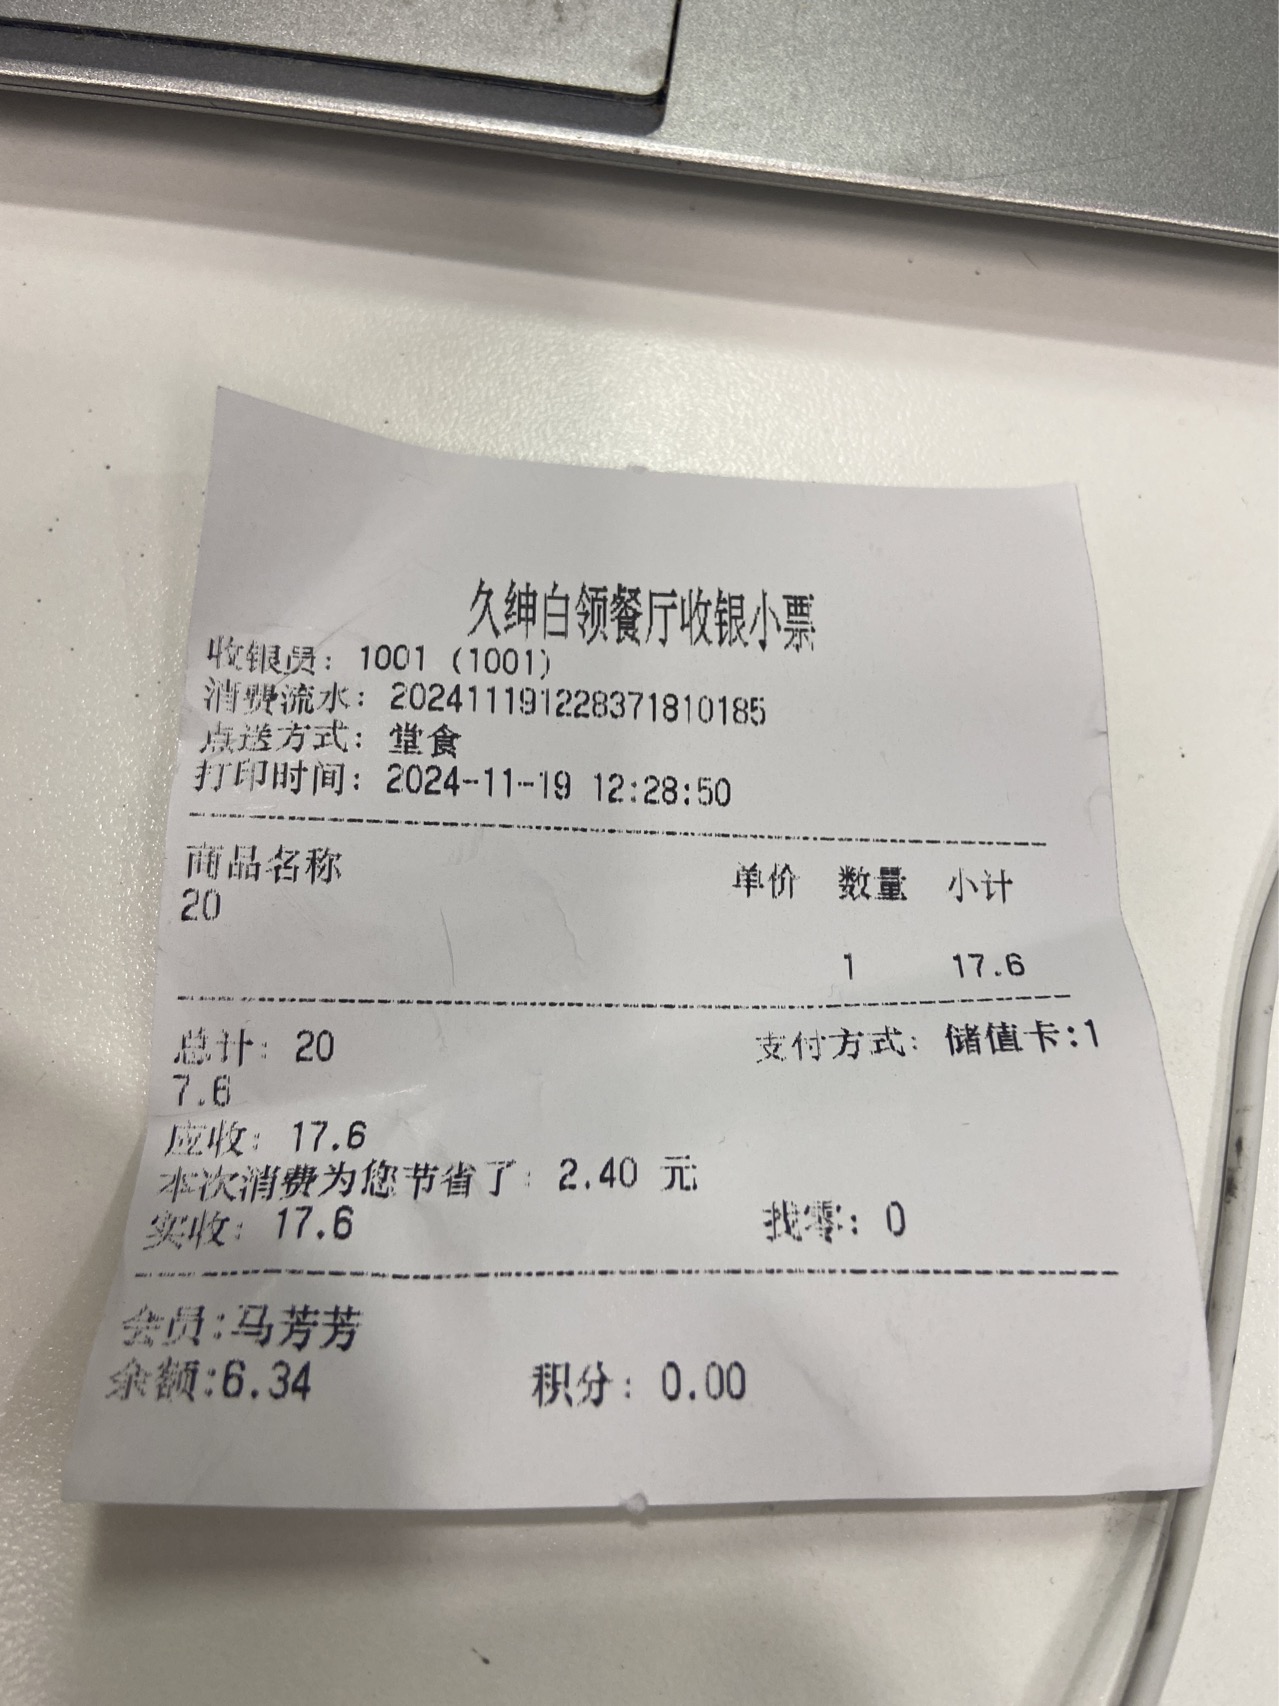 久绅白领餐厅收银小票
收银员: 1001 (1001)
消费流水: 202411191228371810185
点送方式: 堂食
打印时间: 2024-11-19 12:28:50
商品名称 单价 数量 小计
20
1 17.6
总计: 20 支付方式: 储值卡:1
7.6
应收: 17.6
本次消费为您节省了: 2.40 元
实收: 17.6 找零: 0
会员:马芳芳
余额:6.34 积分: 0.00